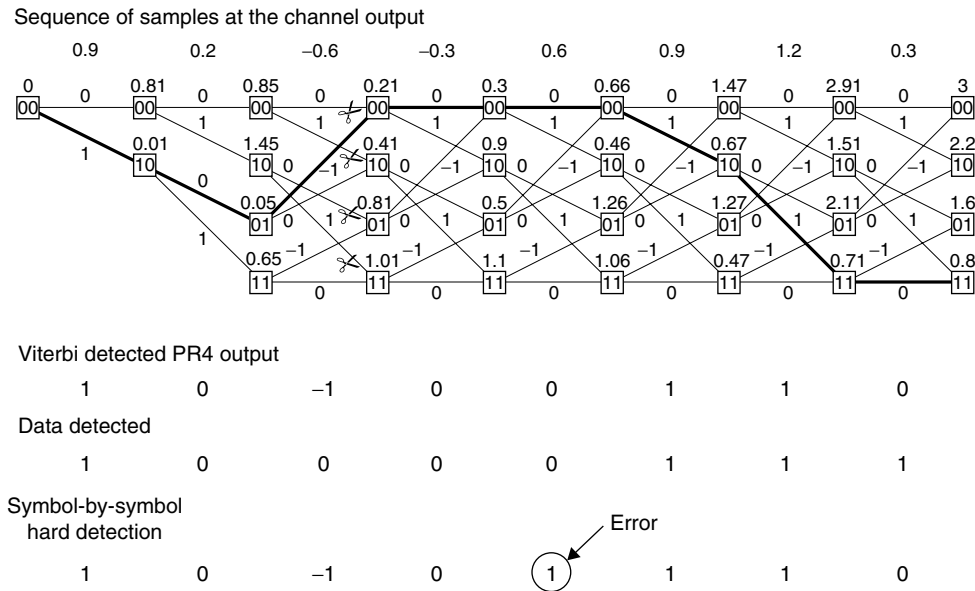 Sequence of samples at the channel output
0.9 0.2 −0.6 −0.3 0.6 0.9 1.2 0.3
0 0.81 0.85 0.21 0.3 0.66 1.47 2.91 3
0 0 0 0 0 0 0 0
00 00 00 00 00 00 00 00 00
1 1 1 1 1 1 1
0.01 1.45 0.41 0.9 0.46 0.67 1.51 2.2
1 10 10 0 −1 10 0 −1 10 0 −1 10 0 −1 10 0 −1 10 0 −1 10
0
0.05 0.81 0.5 1.26 1.27 2.11 1.6
01 0 1 01 0 1 01 0 1 01 0 1 01 0 1 01 0 1 01
1
0.65 −1 1.01 −1 1.1 −1 1.06 −1 0.47 −1 0.71 −1 0.8
11 11 11 11 11 11 11
0 0 0 0 0 0
Viterbi detected PR4 output
1 0 −1 0 0 1 1 0
Data detected
1 0 0 0 0 1 1 1
Symbol-by-symbol
hard detection
Error
1 0 −1 0 1 1 1 0